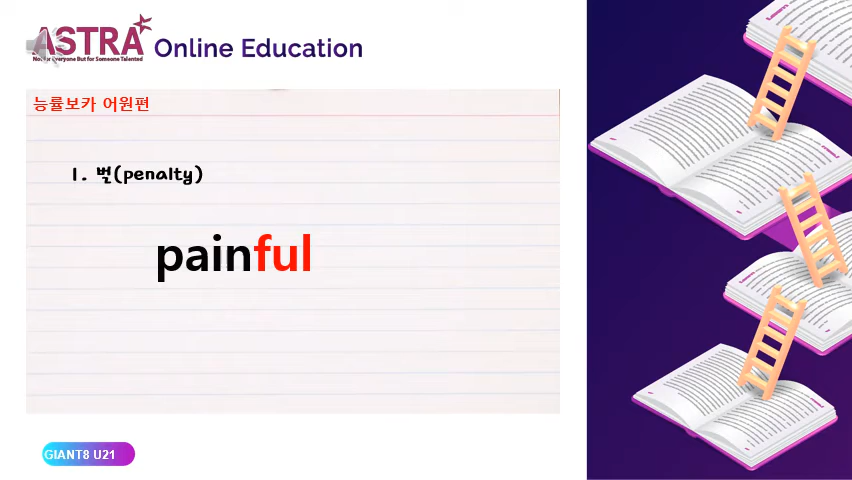 ASTRA
Not For Everyone But for Someone Talented
Online Education
능률보카 어원편
1. 벌(penalty)
painful
GIANT8 U21